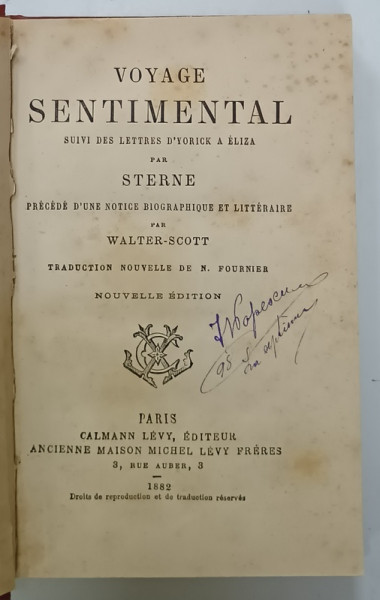 VOYAGE
SENTIMENTAL
SUIVI DES LETTRES D'YORICK A ÉLIZA
PAR
STERNE
PRÉCÉDÉ D'UNE NOTICE BIOGRAPHIQUE ET LITTÉRAIRE
PAR
WALTER-SCOTT
TRADUCTION NOUVELLE DE N. FOURNIER
NOUVELLE ÉDITION
PARIS
CALMANN LÉVY, ÉDITEUR
ANCIENNE MAISON MICHEL LÉVY FRÈRES
3, RUE AUBER, 3
1882
Droits de reproduction et de traduction réservés